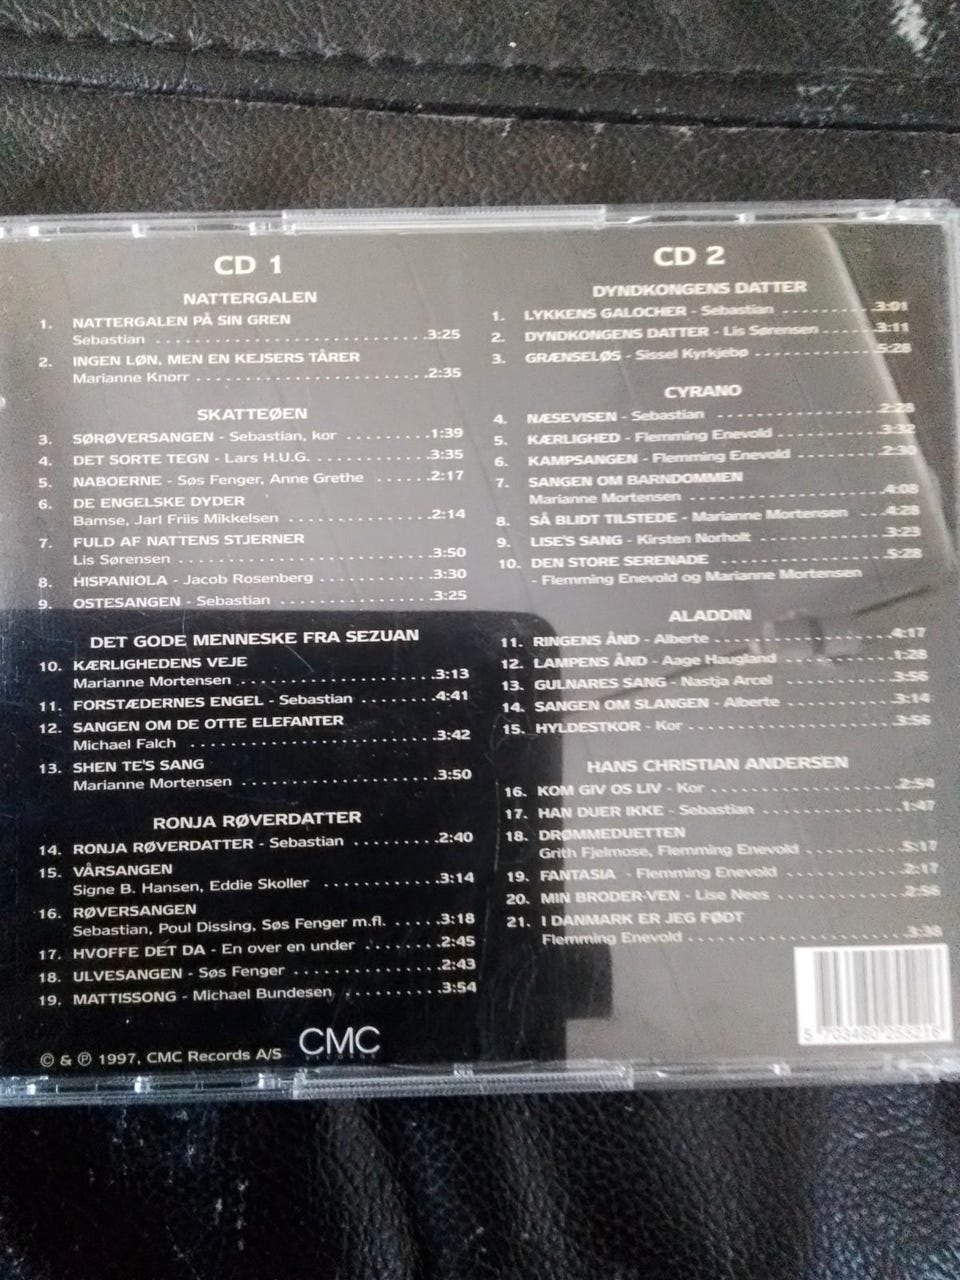 CD 1
NATTERGALEN
1. NATTERGALEN PÅ SIN GREN
Sebastian ........................3:25
2. INGEN LØN, MEN EN KEJSERS TÅRER
Marianne Knorr ........................2:35
SKATTEØEN
3. SØRØVERSANGEN - Sebastian, kor .........1:39
4. DET SORTE TEGN - Lars H.U.G. ............3:35
5. NABOERNE - Søs Fenger, Anne Grethe ......2:17
6. DE ENGELSKE DYDER
Bamse, Jarl Friis Mikkelsen ...............2:14
7. FULD AF NATTENS STJERNER
Lis Sørensen ........................3:50
8. HISPANIOLA - Jacob Rosenberg ............3:30
9. OSTESANGEN - Sebastian ................3:25
DET GODE MENNESKE FRA SEZUAN
10. KÆRLIGHEDENS VEJE
Marianne Mortensen ....................3:13
11. FORSTÆDERNES ENGEL - Sebastian .........4:41
12. SANGEN OM DE OTTE ELEFANTER
Michael Falch ........................3:42
13. SHEN TE'S SANG
Marianne Mortensen ....................3:50
RONJA RØVERDATTER
14. RONJA RØVERDATTER - Sebastian .........2:40
15. VÅRSANGEN
Signe B. Hansen, Eddie Skoller ............3:14
16. RØVERSANGEN
Sebastian, Poul Dissing, Søs Fenger m.fl. .....3:18
17. HVOFFE DET DA - En over en under ........2:45
18. ULVESANGEN - Søs Fenger ................2:43
19. MATTISSONG - Michael Bundesen ..........3:54
© & ℗ 1997, CMC Records A/S
CMC
CD 2
DYNDKONGENS DATTER
1. LYKKENS GALOCHER - Sebastian ...........3:01
2. DYNDKONGENS DATTER - Lis Sørensen ......3:11
3. GRÆNSELØS - Sissel Kyrkjebø .............5:28
CYRANO
4. NÆSEVISEN - Sebastian ..................2:28
5. KÆRLIGHED - Flemming Enevold ...........3:32
6. KAMPSANGEN - Flemming Enevold .........2:30
7. SANGEN OM BARNDOMMEN
Marianne Mortensen .....................4:08
8. SÅ BLIDT TILSTEDE - Marianne Mortensen ...4:28
9. LISE'S SANG - Kirsten Norholt .............3:23
10. DEN STORE SERENADE ..................5:28
- Flemming Enevold og Marianne Mortensen
ALADDIN
11. RINGENS ÅND - Alberte ..................4:17
12. LAMPENS ÅND - Aage Haugland ...........1:28
13. GULNARES SANG - Nastja Arcel ...........3:56
14. SANGEN OM SLANGEN - Alberte ...........3:14
15. HYLDESTKOR - Kor .....................3:56
HANS CHRISTIAN ANDERSEN
16. KOM GIV OS LIV - Kor ...................2:54
17. HAN DUER IKKE - Sebastian ..............1:47
18. DRØMMEDUETTEN
Grith Fjelmose, Flemming Enevold .........5:17
19. FANTASIA - Flemming Enevold ............2:17
20. MIN BRODER-VEN - Lise Nees .............2:56
21. I DANMARK ER JEG FØDT
Flemming Enevold ......................3:38